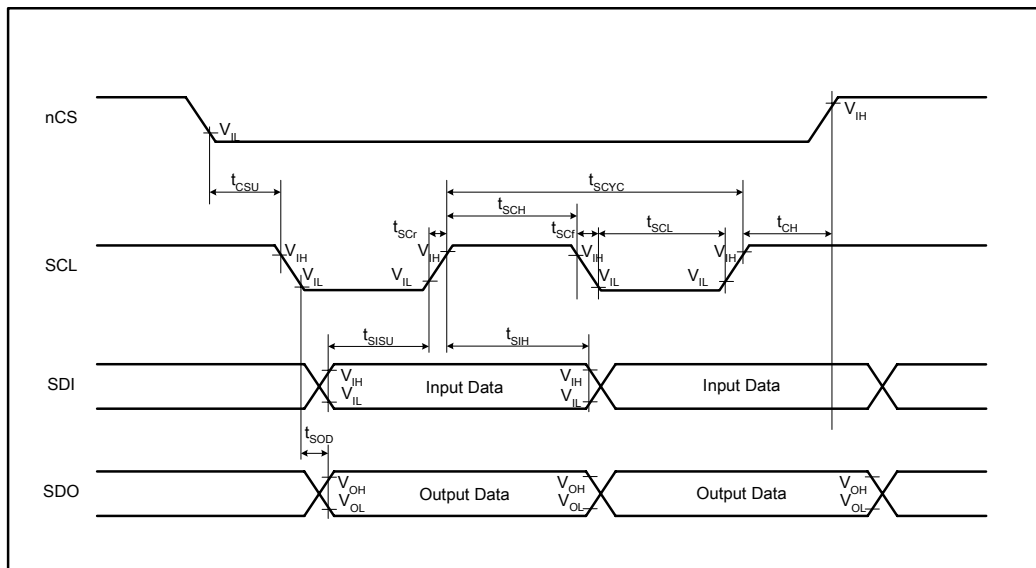 nCS
V_IL
V_IH
t_CSU
t_SCYC
t_SCH
t_SCr
t_SCf
t_SCL
t_CH
SCL
V_IH
V_IL
V_IL
V_IH
V_IH
V_IL
V_IL
V_IH
t_SISU
t_SIH
SDI
V_IH
V_IL
Input Data
V_IH
V_IL
Input Data
t_SOD
SDO
V_OH
V_OL
Output Data
V_OH
V_OL
Output Data
V_OH
V_OL